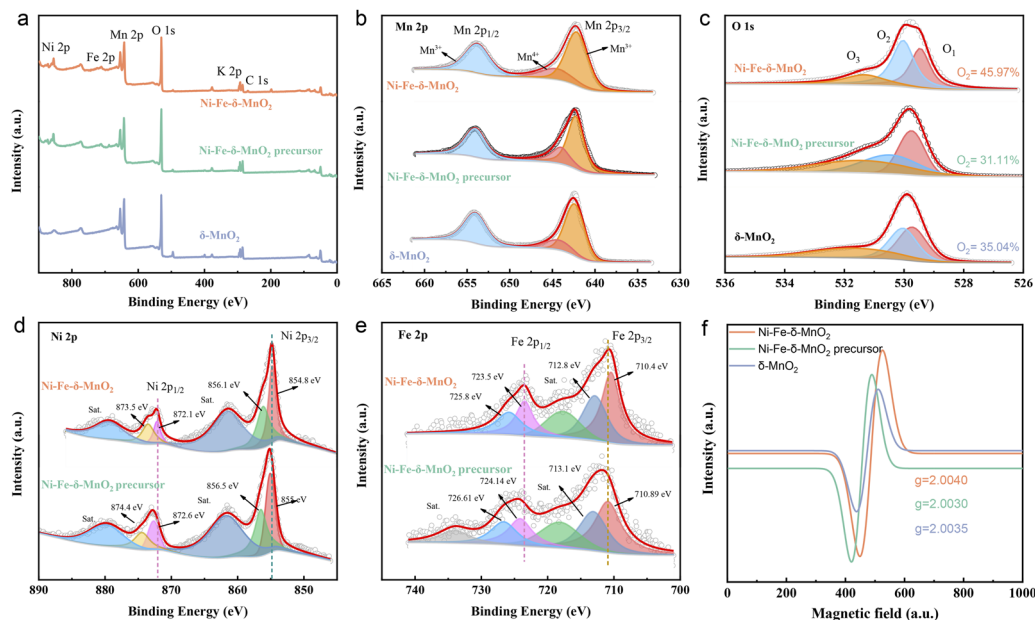 a
Ni 2p
Fe 2p
Mn 2p
O 1s
K 2p
C 1s
Ni-Fe-δ-MnO₂
Ni-Fe-δ-MnO₂ precursor
δ-MnO₂
Intensity (a.u.)
800 600 400 200 0
Binding Energy (eV)
b
Mn 2p
Mn 2p₁/₂
Mn 2p₃/₂
Mn³⁺
Mn⁴⁺
Mn³⁺
Ni-Fe-δ-MnO₂
Ni-Fe-δ-MnO₂ precursor
δ-MnO₂
Intensity (a.u.)
665 660 655 650 645 640 635 630
Binding Energy (eV)
c
O 1s
O₃
O₂
O₁
Ni-Fe-δ-MnO₂
O₂= 45.97%
Ni-Fe-δ-MnO₂ precursor
O₂= 31.11%
δ-MnO₂
O₂= 35.04%
Intensity (a.u.)
536 534 532 530 528 526
Binding Energy (eV)
d
Ni 2p
Ni 2p₃/₂
Ni-Fe-δ-MnO₂
Ni 2p₁/₂
856.1 eV
854.8 eV
Sat.
873.5 eV
872.1 eV
Sat.
Ni-Fe-δ-MnO₂ precursor
Sat.
856.5 eV
855 eV
Sat.
874.4 eV
872.6 eV
Intensity (a.u.)
890 880 870 860 850
Binding Energy (eV)
e
Fe 2p
Fe 2p₁/₂
Fe 2p₃/₂
Ni-Fe-δ-MnO₂
723.5 eV
725.8 eV
712.8 eV
Sat.
710.4 eV
Ni-Fe-δ-MnO₂ precursor
724.14 eV
726.61 eV
Sat.
713.1 eV
Sat.
710.89 eV
Intensity (a.u.)
740 730 720 710 700
Binding Energy (eV)
f
Ni-Fe-δ-MnO₂
Ni-Fe-δ-MnO₂ precursor
δ-MnO₂
g=2.0040
g=2.0030
g=2.0035
Intensity (a.u.)
0 200 400 600 800 1000
Magnetic field (a.u.)